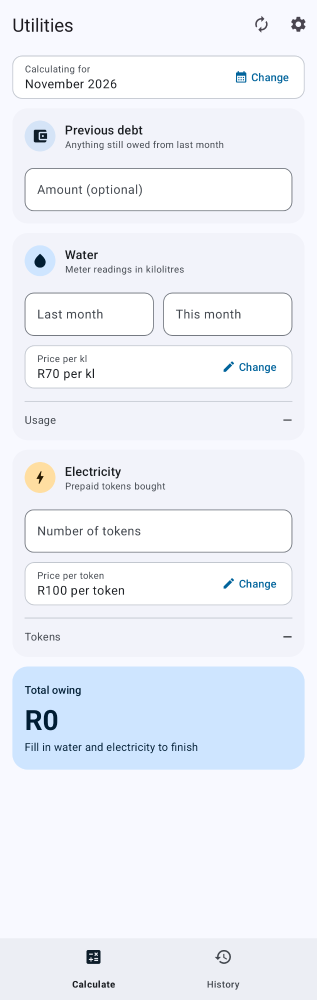 Utilities
Calculating for
November 2026
Change
Previous debt
Anything still owed from last month
Amount (optional)
Water
Meter readings in kilolitres
Last month
This month
Price per kl
R70 per kl
Change
Usage
—
Electricity
Prepaid tokens bought
Number of tokens
Price per token
R100 per token
Change
Tokens
—
Total owing
R0
Fill in water and electricity to finish
Calculate
History